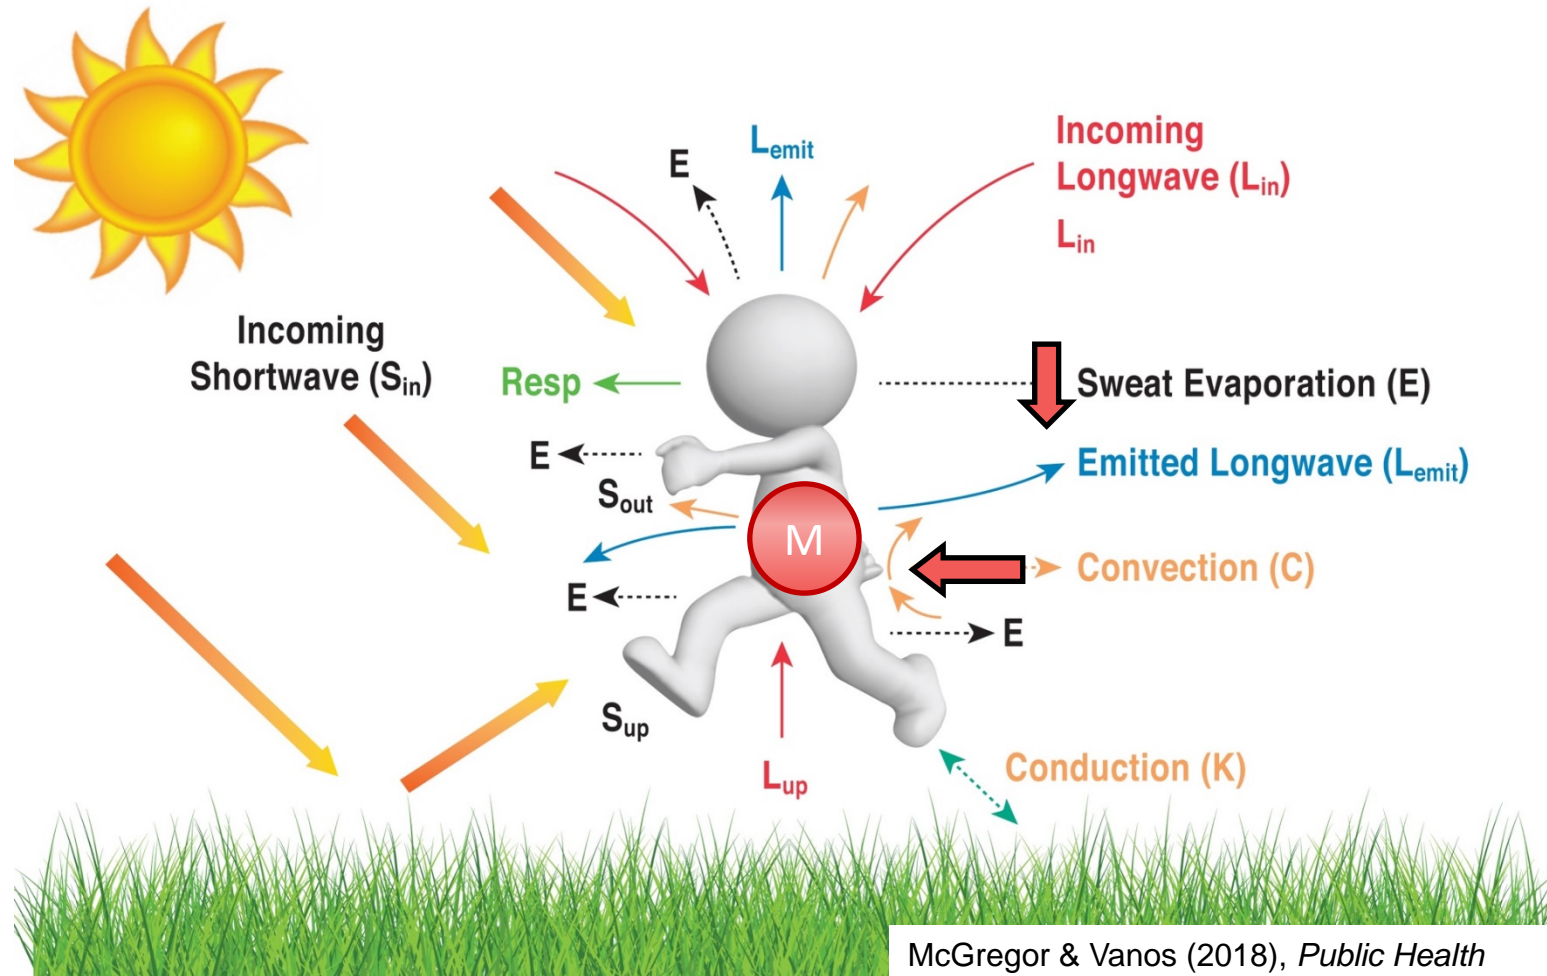 Incoming
Longwave (Lin)
Lin
Lemit
E
Incoming
Shortwave (Sin)
Resp
Sweat Evaporation (E)
E
Emitted Longwave (Lemit)
Sout
M
Convection (C)
E
E
Sup
Lup
Conduction (K)
McGregor & Vanos (2018), Public Health